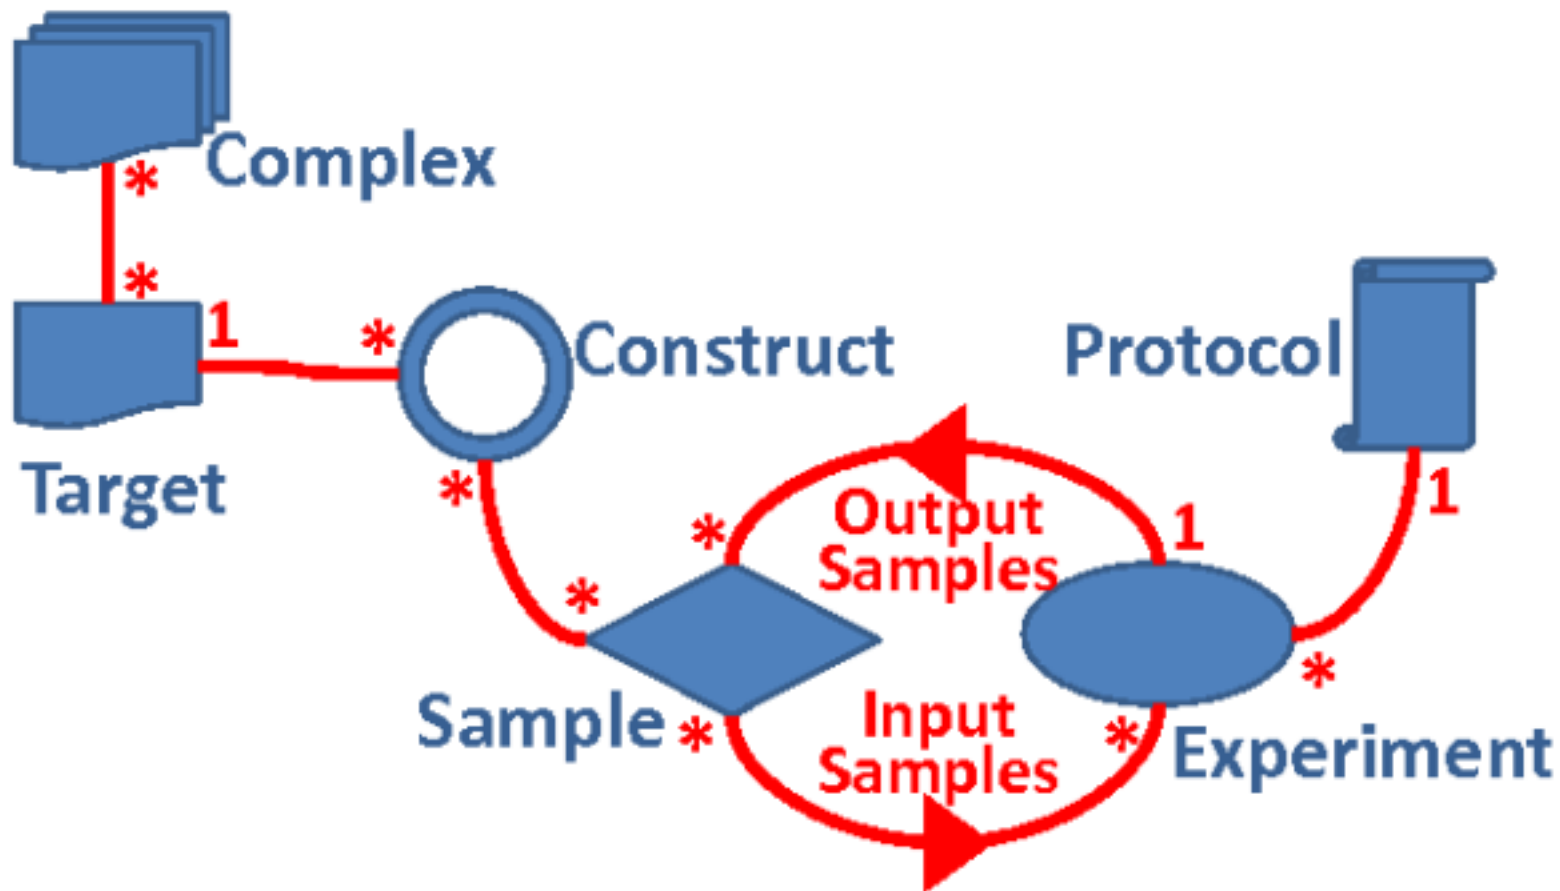 Complex
*
*
1
*
Construct
Protocol
Target
*
*
*
Output
Samples
1
1
*
Sample
*
Input
Samples
*
Experiment